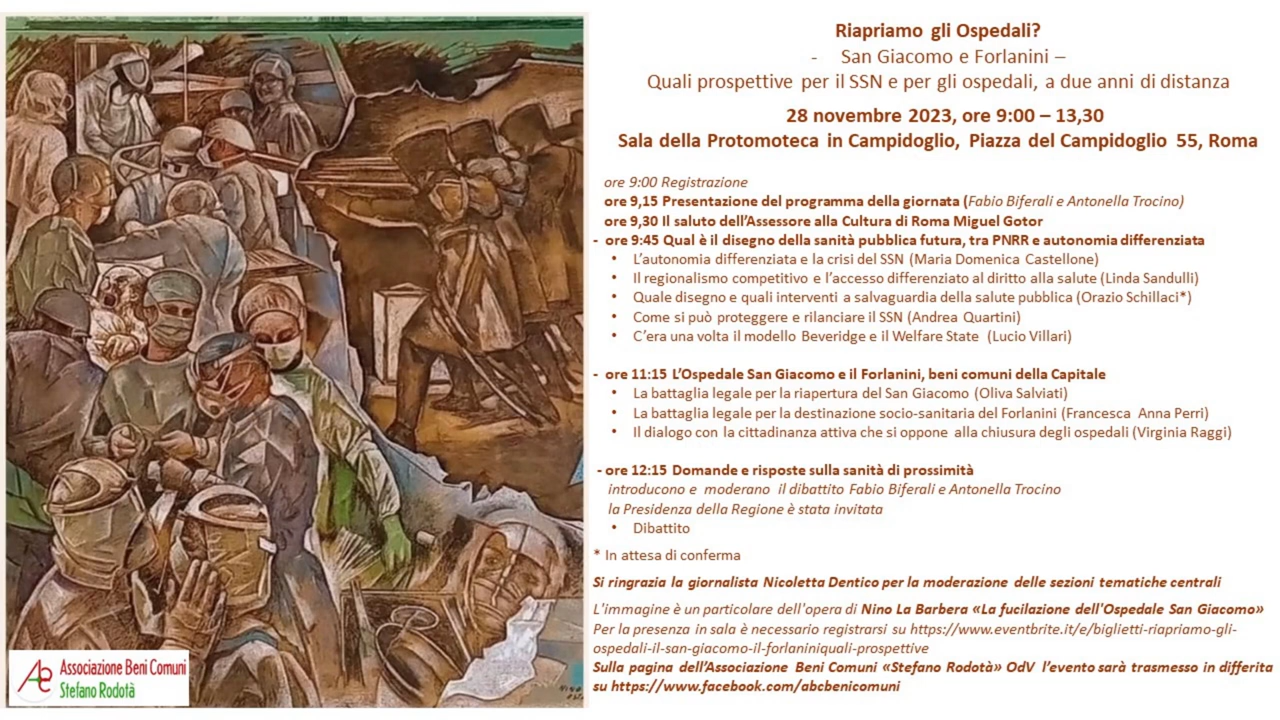 Riapriamo gli Ospedali?
- San Giacomo e Forlanini –
Quali prospettive per il SSN e per gli ospedali, a due anni di distanza
28 novembre 2023, ore 9:00 – 13,30
Sala della Protomoteca in Campidoglio, Piazza del Campidoglio 55, Roma
ore 9:00 Registrazione
ore 9,15 Presentazione del programma della giornata (Fabio Biferali e Antonella Trocino)
ore 9,30 Il saluto dell'Assessore alla Cultura di Roma Miguel Gotor
- ore 9:45 Qual è il disegno della sanità pubblica futura, tra PNRR e autonomia differenziata
• L'autonomia differenziata e la crisi del SSN (Maria Domenica Castellone)
• Il regionalismo competitivo e l'accesso differenziato al diritto alla salute (Linda Sandulli)
• Quale disegno e quali interventi a salvaguardia della salute pubblica (Orazio Schillaci*)
• Come si può proteggere e rilanciare il SSN (Andrea Quartini)
• C'era una volta il modello Beveridge e il Welfare State (Lucio Villari)
- ore 11:15 L'Ospedale San Giacomo e il Forlanini, beni comuni della Capitale
• La battaglia legale per la riapertura del San Giacomo (Oliva Salviati)
• La battaglia legale per la destinazione socio-sanitaria del Forlanini (Francesca Anna Perri)
• Il dialogo con la cittadinanza attiva che si oppone alla chiusura degli ospedali (Virginia Raggi)
- ore 12:15 Domande e risposte sulla sanità di prossimità
introducono e moderano il dibattito Fabio Biferali e Antonella Trocino
la Presidenza della Regione è stata invitata
• Dibattito
* In attesa di conferma
Si ringrazia la giornalista Nicoletta Dentico per la moderazione delle sezioni tematiche centrali
L'immagine è un particolare dell'opera di Nino La Barbera «La fucilazione dell'Ospedale San Giacomo»
Per la presenza in sala è necessario registrarsi su https://www.eventbrite.it/e/biglietti-riapriamo-gli-
ospedali-il-san-giacomo-il-forlaniniquali-prospettive
Sulla pagina dell'Associazione Beni Comuni «Stefano Rodotà» OdV l'evento sarà trasmesso in differita
su https://www.facebook.com/abcbenicomuni
Associazione Beni Comuni
Stefano Rodotà